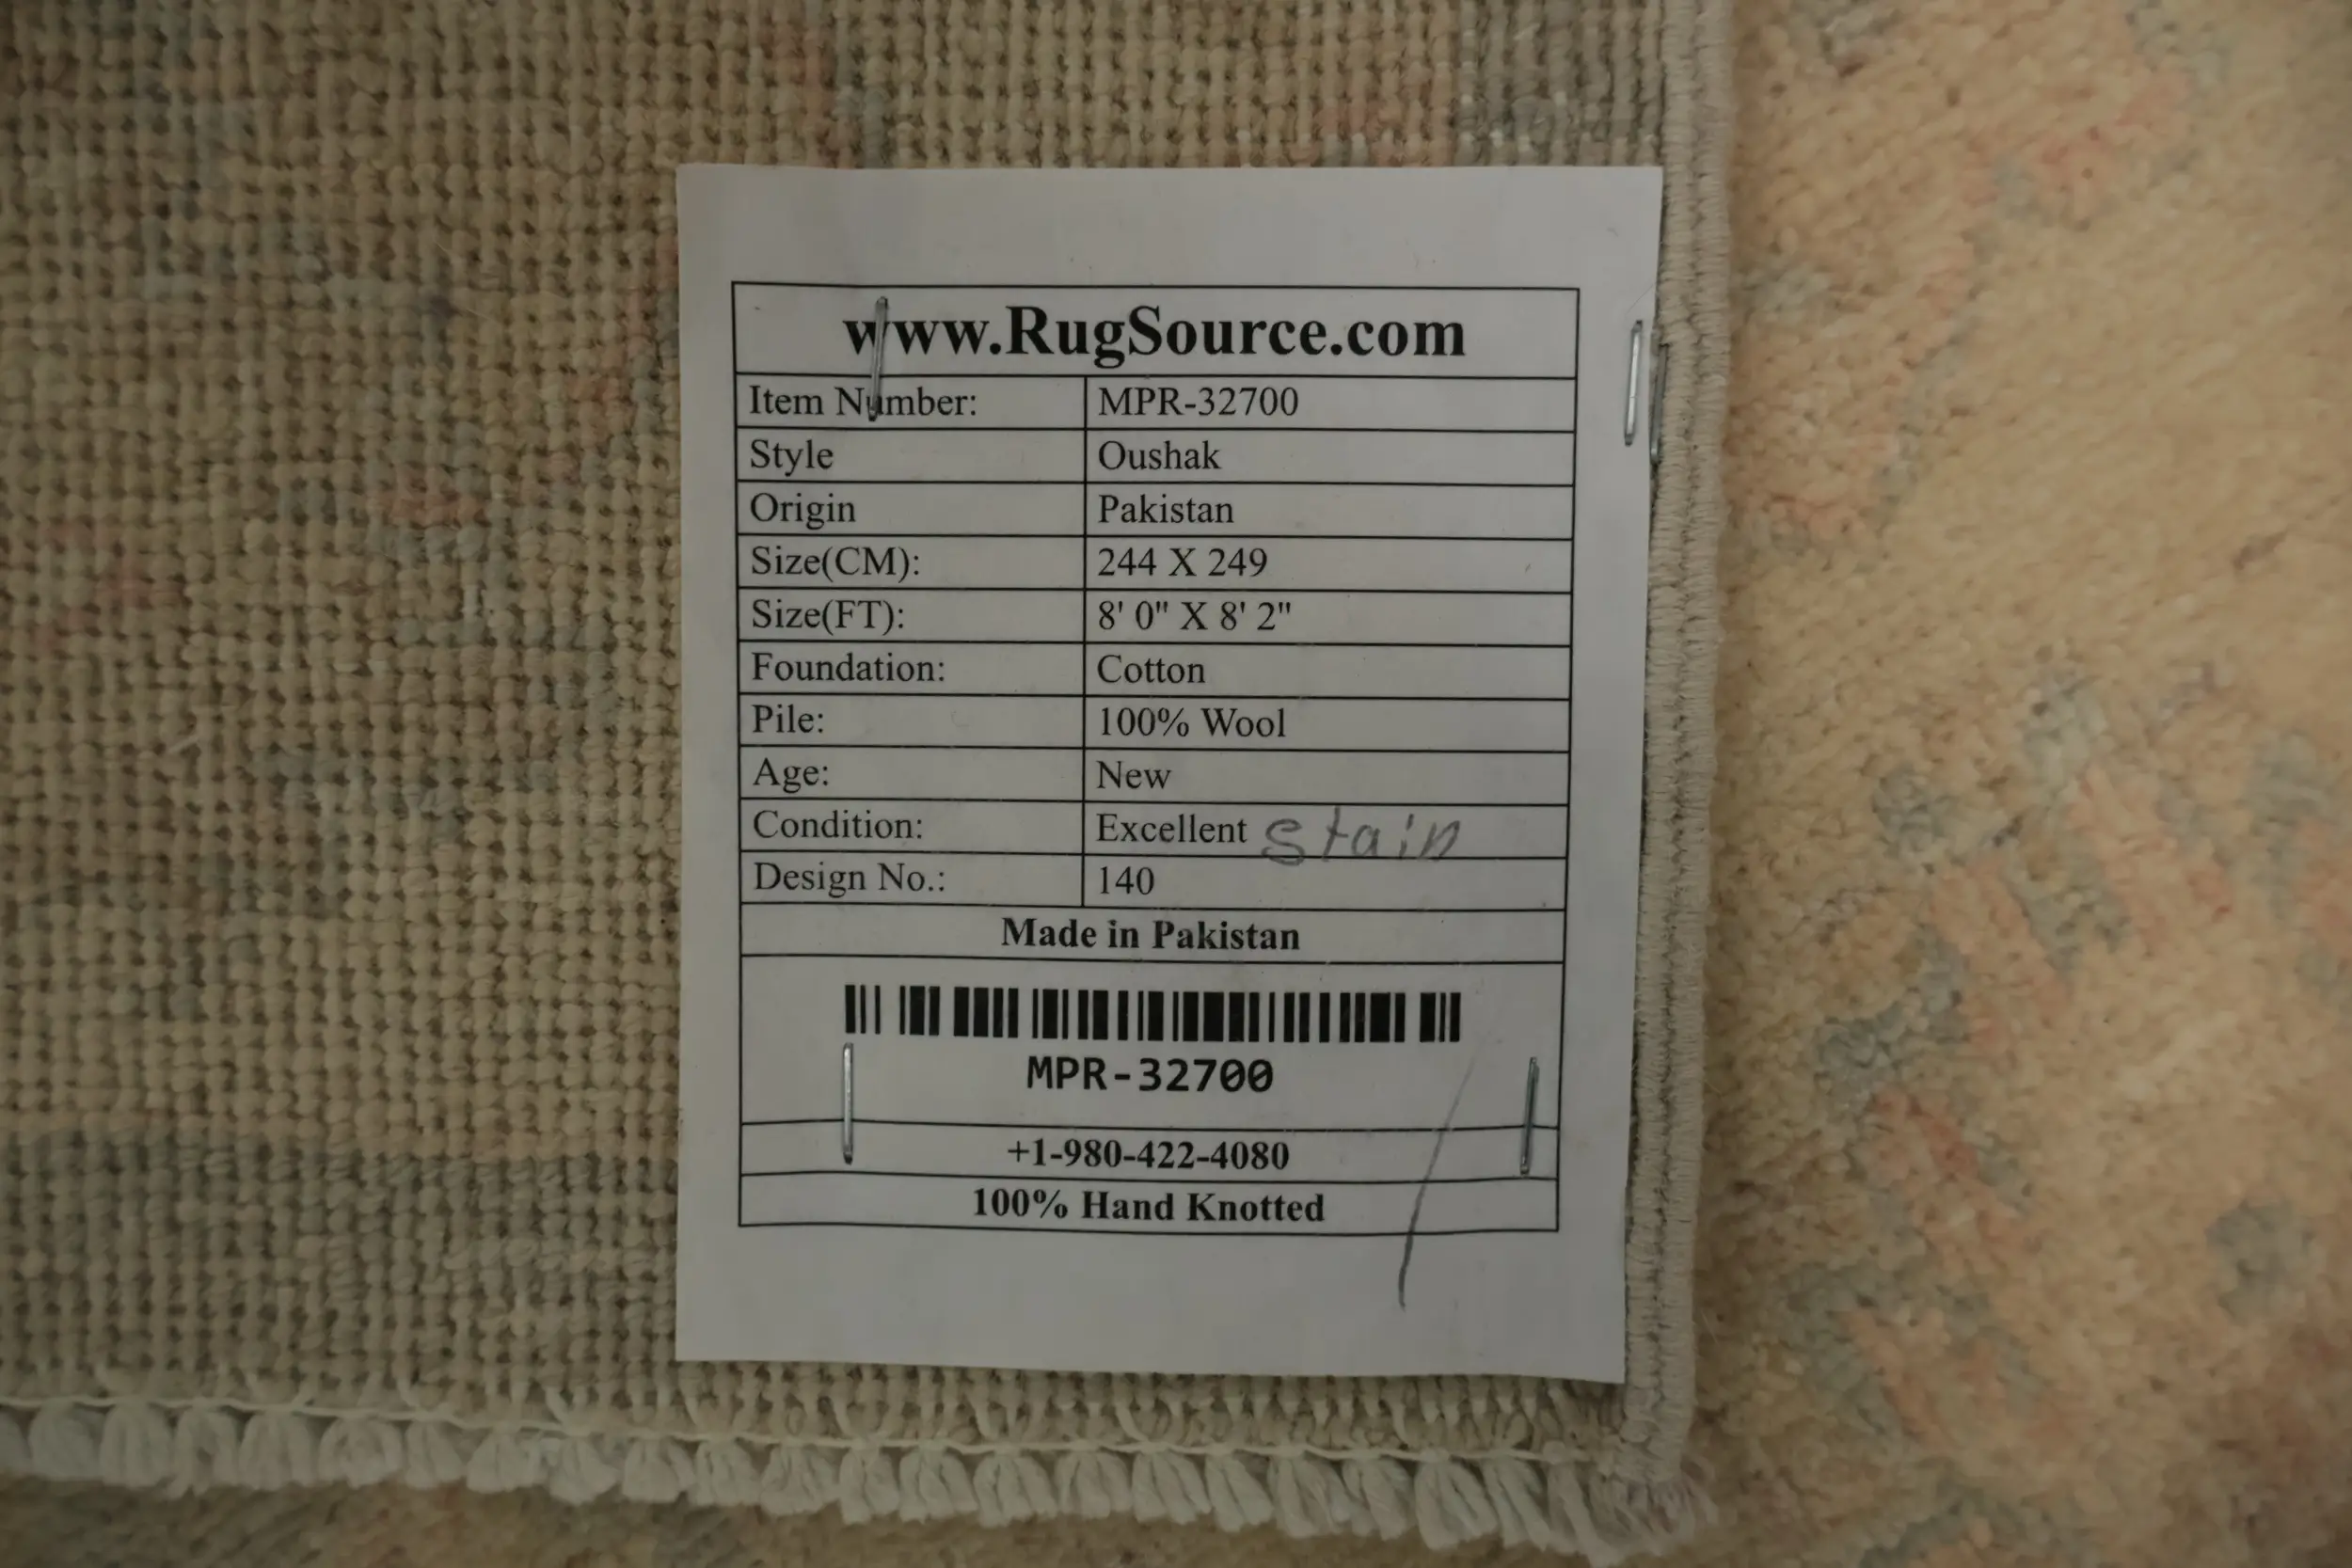 www.RugSource.com
Item Number: MPR-32700
Style Oushak
Origin Pakistan
Size(CM): 244 X 249
Size(FT): 8' 0" X 8' 2"
Foundation: Cotton
Pile: 100% Wool
Age: New
Condition: Excellent stain
Design No.: 140
Made in Pakistan
MPR-32700
+1-980-422-4080
100% Hand Knotted